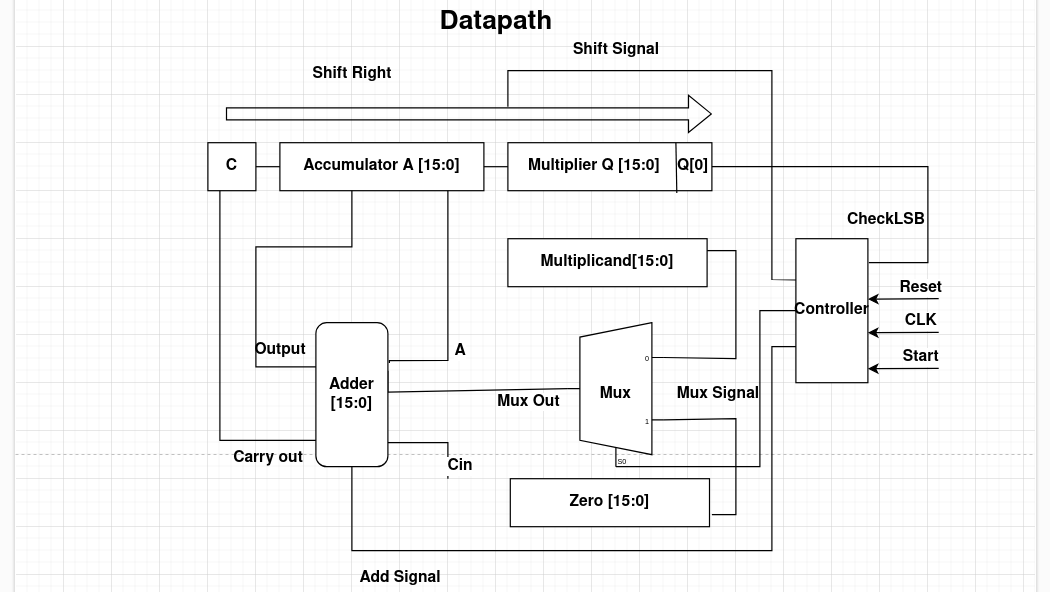 Datapath
Shift Signal
Shift Right
C
Accumulator A [15:0]
Multiplier Q [15:0]
Q[0]
CheckLSB
Multiplicand[15:0]
Reset
Controller
CLK
Output
A
Start
0
Adder
[15:0]
Mux
Mux Signal
Mux Out
1
Carry out
Cin
S0
Zero [15:0]
Add Signal